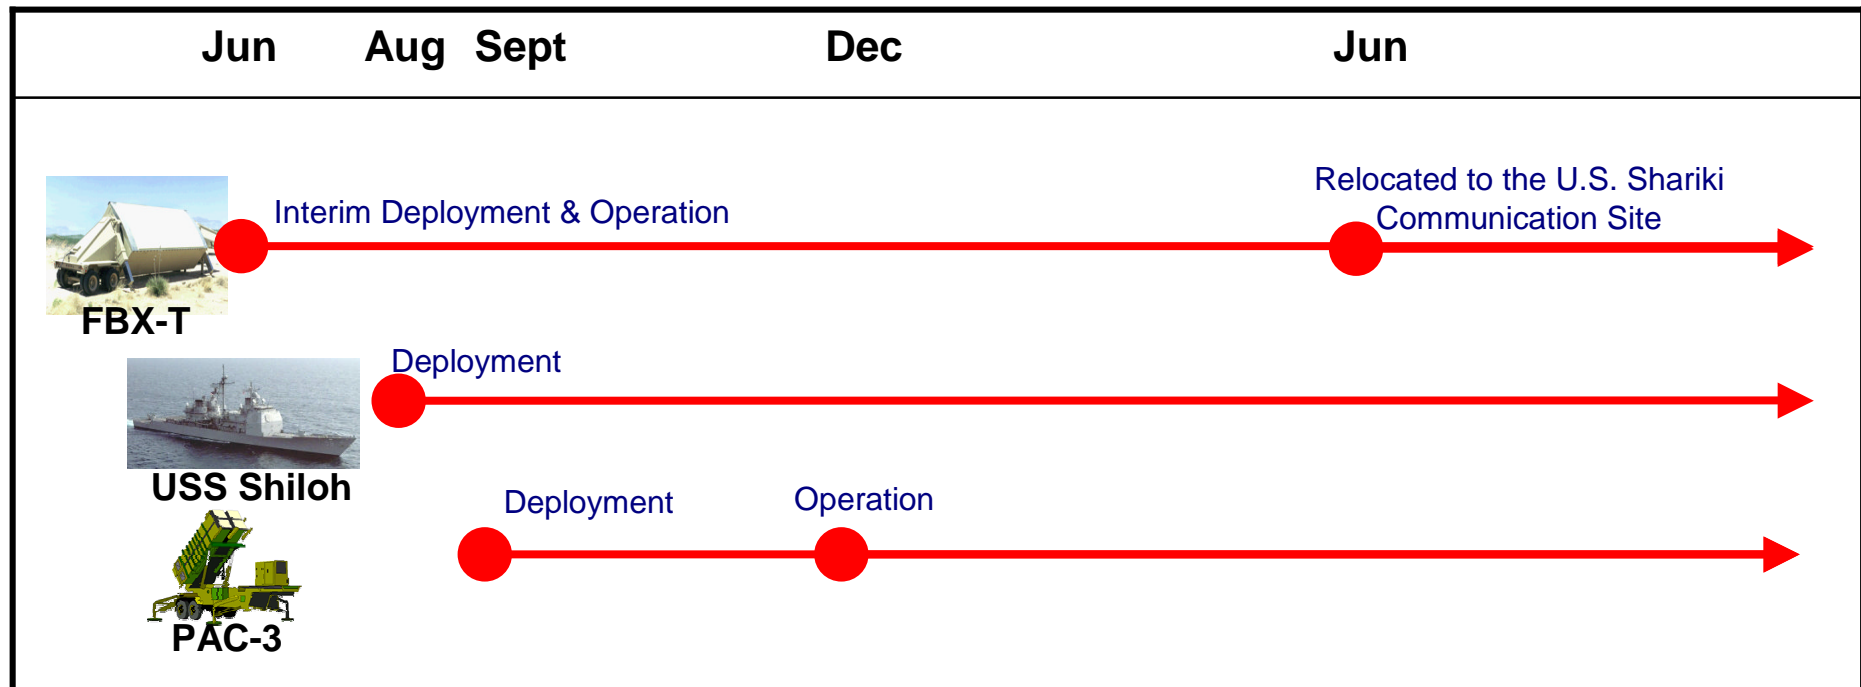 Jun Aug Sept Dec Jun
Relocated to the U.S. Shariki
Communication Site
Interim Deployment & Operation
FBX-T
Deployment
USS Shiloh
Deployment Operation
PAC-3